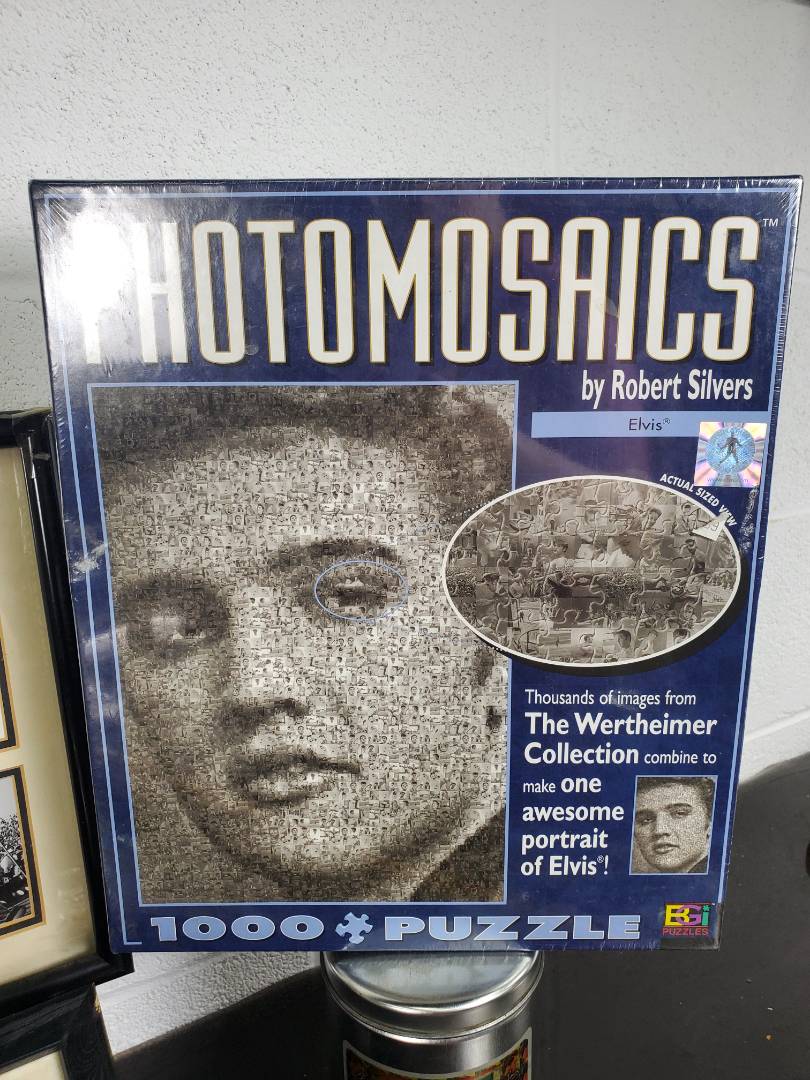 PHOTOMOSAICS™
by Robert Silvers
Elvis®
ACTUAL SIZED VIEW
Thousands of images from
The Wertheimer
Collection combine to
make one
awesome
portrait
of Elvis®!
1000 PUZZLE
BGi
PUZZLES